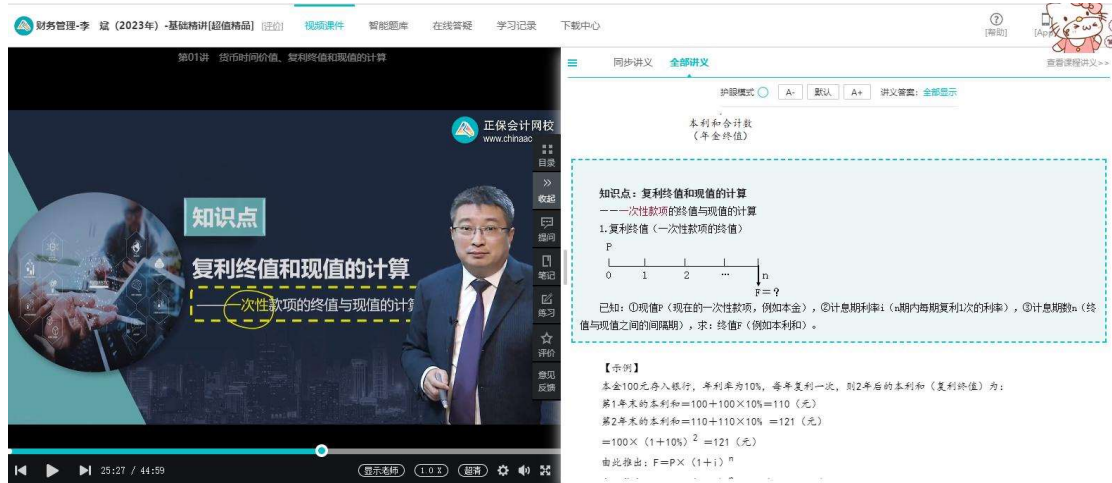 财务管理-李 斌（2023年）-基础精讲[超值精品] [评价] 视频课件 智能题库 在线答疑 学习记录 下载中心
[帮助]
第01讲 货币时间价值、复利终值和现值的计算
同步讲义 全部讲义 查看课程讲义>>
护眼模式 A- 默认 A+ 讲义答案：全部显示
正保会计网校
www.chinaac
目录
收起
提问
笔记
练习
评价
意见
反馈
知识点
复利终值和现值的计算
——一次性款项的终值与现值的计算
25:27 / 44:59 显示老师 1.0 X 超清
本利和合计数
（年金终值）
知识点：复利终值和现值的计算
——一次性款项的终值与现值的计算
1.复利终值（一次性款项的终值）
P
0 1 2 … n
F＝？
已知：①现值P（现在的一次性款项，例如本金），②计息期利率i（n期内每期复利1次的利率），③计息期数n（终
值与现值之间的间隔期），求：终值F（例如本利和）。
【示例】
本金100元存入银行，年利率为10%，每年复利一次，则2年后的本利和（复利终值）为：
第1年末的本利和＝100＋100×10%＝110（元）
第2年末的本利和＝110＋110×10% ＝121（元）
＝100×（1＋10%）2 ＝121（元）
由此推出：F＝P×（1＋i）n